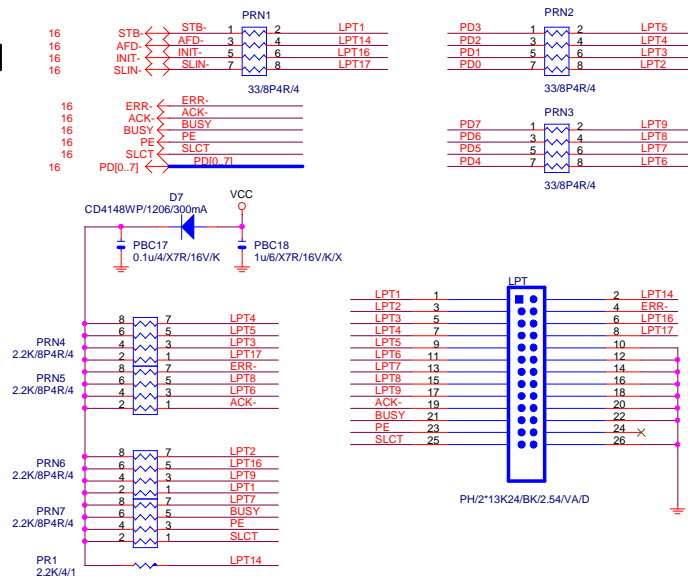 PRN1
16 STB- STB- 1 2 LPT1
16 AFD- AFD- 3 4 LPT14
16 INIT- INIT- 5 6 LPT16
16 SLIN- SLIN- 7 8 LPT17
33/8P4R/4
PRN2
PD3 1 2 LPT5
PD2 3 4 LPT4
PD1 5 6 LPT3
PD0 7 8 LPT2
33/8P4R/4
16 ERR- ERR-
16 ACK- ACK-
16 BUSY BUSY
16 PE PE
16 SLCT SLCT
16 PD[0..7] PD[0..7]
PRN3
PD7 1 2 LPT9
PD6 3 4 LPT8
PD5 5 6 LPT7
PD4 7 8 LPT6
33/8P4R/4
D7
CD4148WP/1206/300mA
VCC
PBC17
0.1u/4/X7R/16V/K
PBC18
1u/6/X7R/16V/K/X
PRN4
2.2K/8P4R/4
8 7 LPT4
6 5 LPT5
4 3 LPT3
2 1 LPT17
PRN5
2.2K/8P4R/4
8 7 ERR-
6 5 LPT8
4 3 LPT6
2 1 ACK-
PRN6
2.2K/8P4R/4
8 7 LPT2
6 5 LPT16
4 3 LPT9
2 1 LPT1
PRN7
2.2K/8P4R/4
8 7 LPT7
6 5 BUSY
4 3 PE
2 1 SLCT
PR1
2.2K/4/1
LPT14
LPT
LPT1 1 2 LPT14
LPT2 3 4 ERR-
LPT3 5 6 LPT16
LPT4 7 8 LPT17
LPT5 9 10
LPT6 11 12
LPT7 13 14
LPT8 15 16
LPT9 17 18
ACK- 19 20
BUSY 21 22
PE 23 24
SLCT 25 26
PH/2*13K24/BK/2.54/VA/D